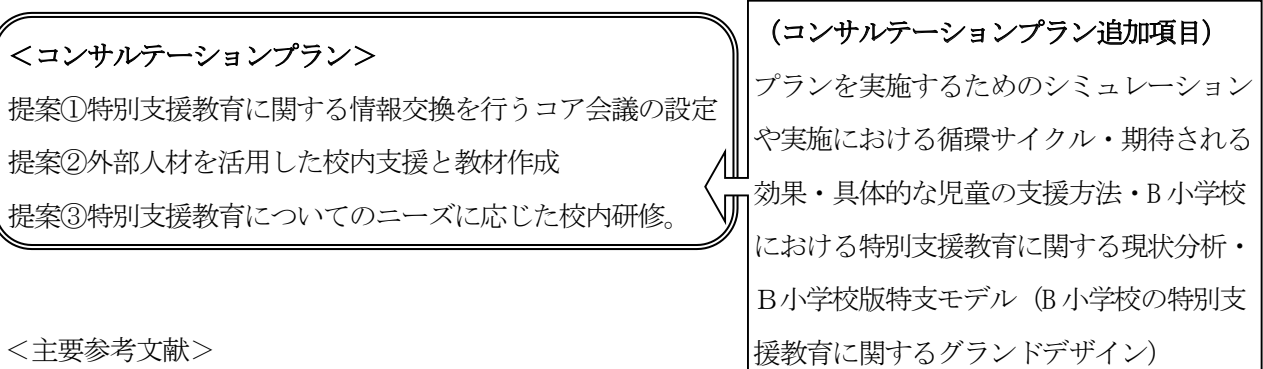 ＜コンサルテーションプラン＞
提案①特別支援教育に関する情報交換を行うコア会議の設定
提案②外部人材を活用した校内支援と教材作成
提案③特別支援教育についてのニーズに応じた校内研修。
（コンサルテーションプラン追加項目）
プランを実施するためのシミュレーション
や実施における循環サイクル・期待される
効果・具体的な児童の支援方法・B 小学校
における特別支援教育に関する現状分析・
Ｂ小学校版特支モデル（B 小学校の特別支
援教育に関するグランドデザイン）
＜主要参考文献＞